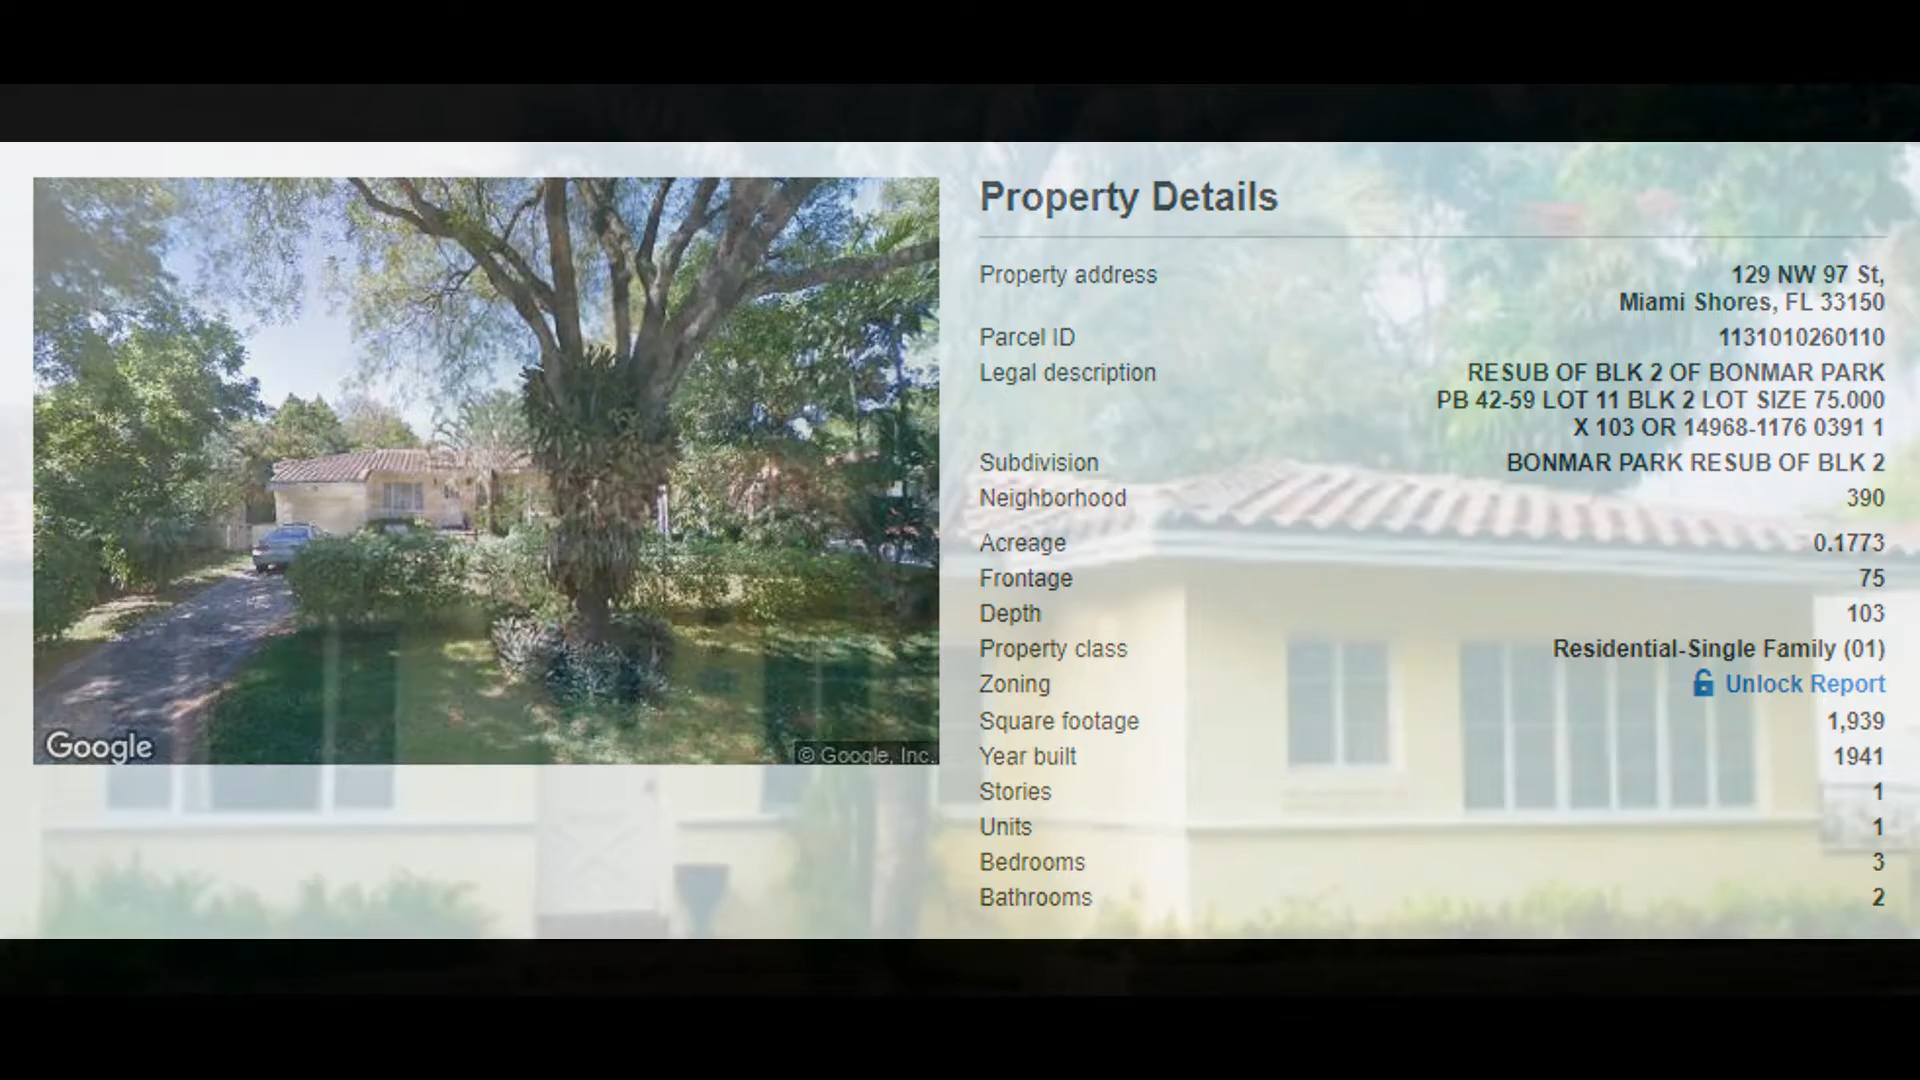 Property Details
Property address 129 NW 97 St,
Miami Shores, FL 33150
Parcel ID 1131010260110
Legal description RESUB OF BLK 2 OF BONMAR PARK
PB 42-59 LOT 11 BLK 2 LOT SIZE 75.000
X 103 OR 14968-1176 0391 1
Subdivision BONMAR PARK RESUB OF BLK 2
Neighborhood 390
Acreage 0.1773
Frontage 75
Depth 103
Property class Residential-Single Family (01)
Zoning Unlock Report
Square footage 1,939
Year built 1941
Stories 1
Units 1
Bedrooms 3
Bathrooms 2
Google
© Google, Inc.